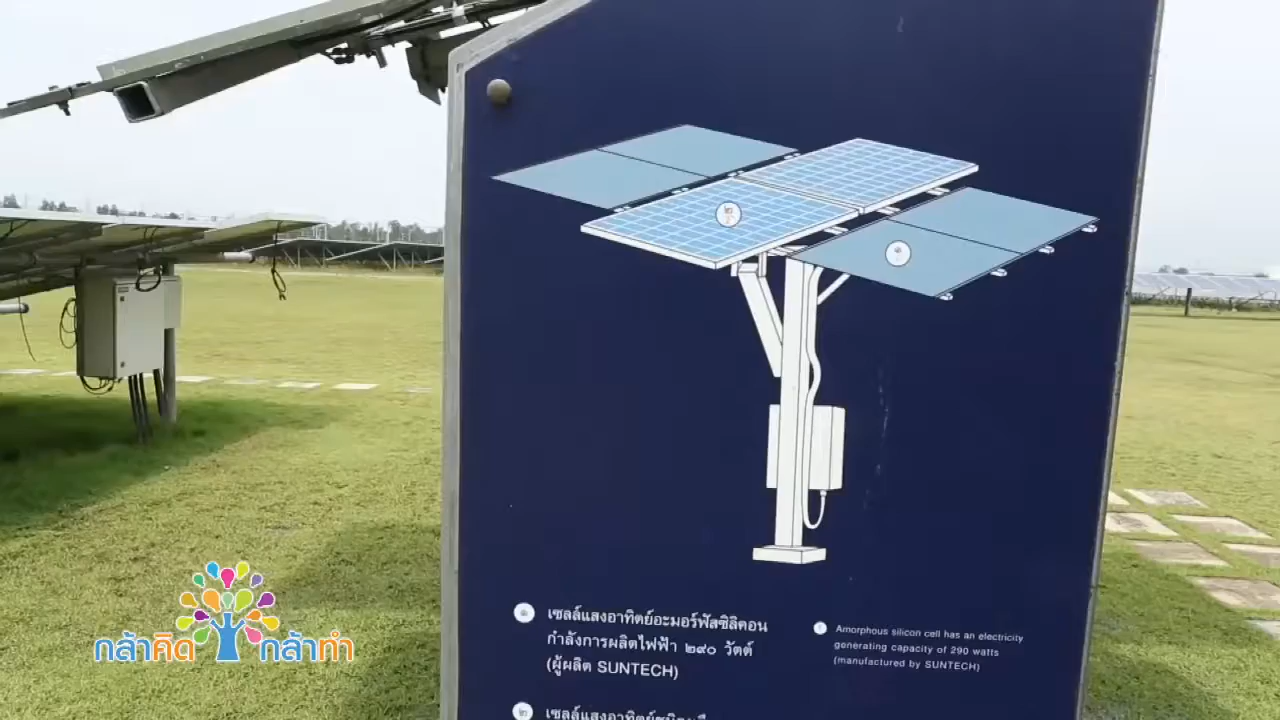 ๒
๑
๑ เซลล์แสงอาทิตย์อะมอร์ฟัสซิลิคอน
กำลังการผลิตไฟฟ้า ๒๙๐ วัตต์
(ผู้ผลิต SUNTECH)
Amorphous silicon cell has an electricity
generating capacity of 290 watts
(manufactured by SUNTECH)
๒
กล้าคิด กล้าทำ